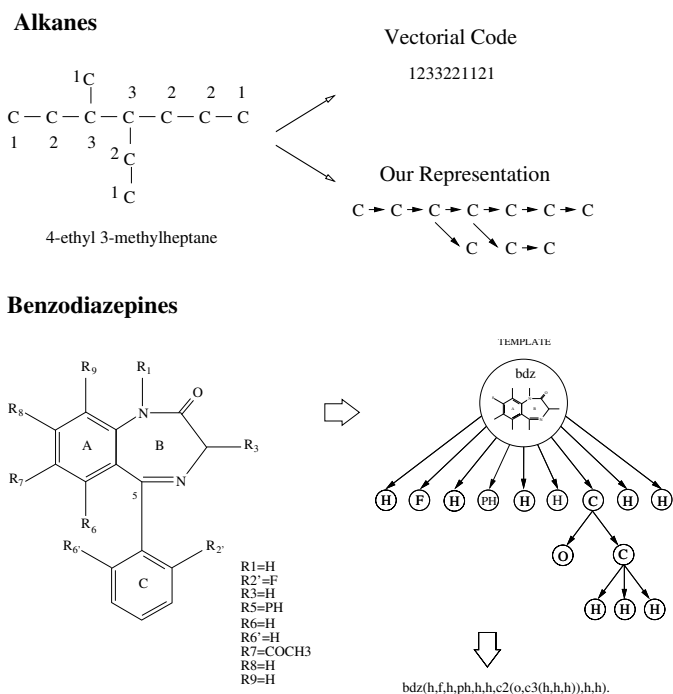 Alkanes
Vectorial Code
1233221121
1 C
3 2 2 1
C C C C C C C
1 2 3
2 C
1 C
Our Representation
C C C C C C C
C C C
4-ethyl 3-methylheptane
Benzodiazepines
TEMPLATE
bdz
R9 R1
O
R8 N
A B
R3
R7 N
5
R6
R6' R2'
C
A B
H F H PH H H C H H
O C
H H H
R1=H
R2'=F
R3=H
R5=PH
R6=H
R6'=H
R7=COCH3
R8=H
R9=H
bdz(h,f,h,ph,h,h,c2(o,c3(h,h,h)),h,h).